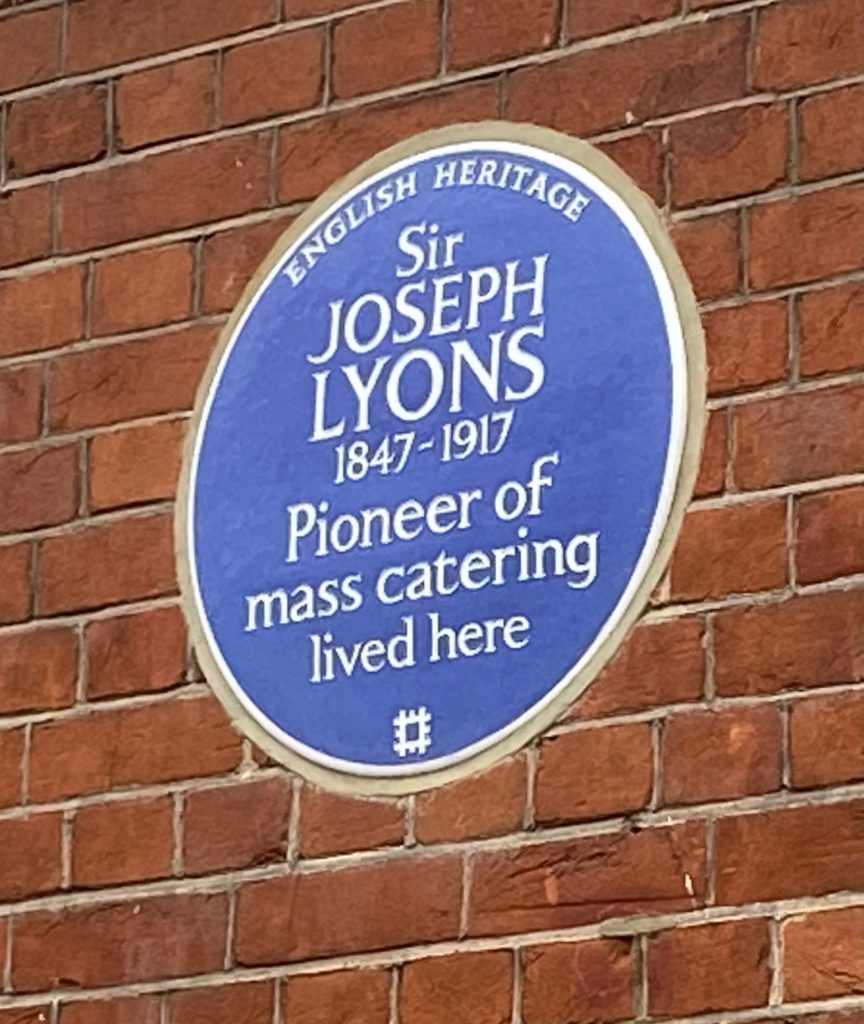 ENGLISH HERITAGE
Sir
JOSEPH
LYONS
1847-1917
Pioneer of
mass catering
lived here